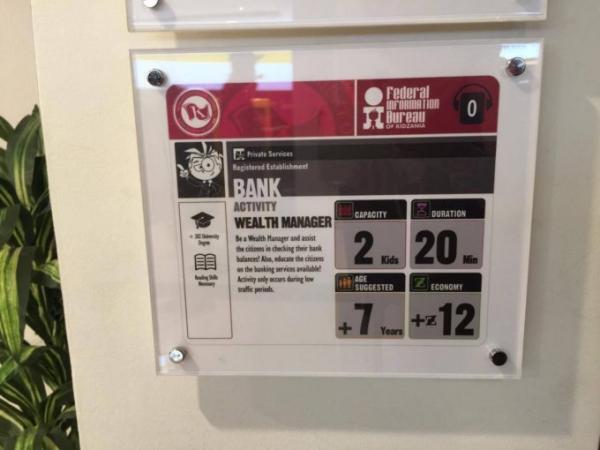 Federal
INFORMATION
Bureau
OF KIDZANIA
0
Private Services
Registered Establishment
BANK
ACTIVITY
WEALTH MANAGER
Be a Wealth Manager and assist
the citizens in checking their bank
balances! Also, educate the citizens
on the banking services available!
Activity only occurs during low
traffic periods.
+ 202 University
Degree
Reading Skills
Necessary
CAPACITY
2 Kids
DURATION
20 Min
AGE
SUGGESTED
+7 Years
ECONOMY
+ 12